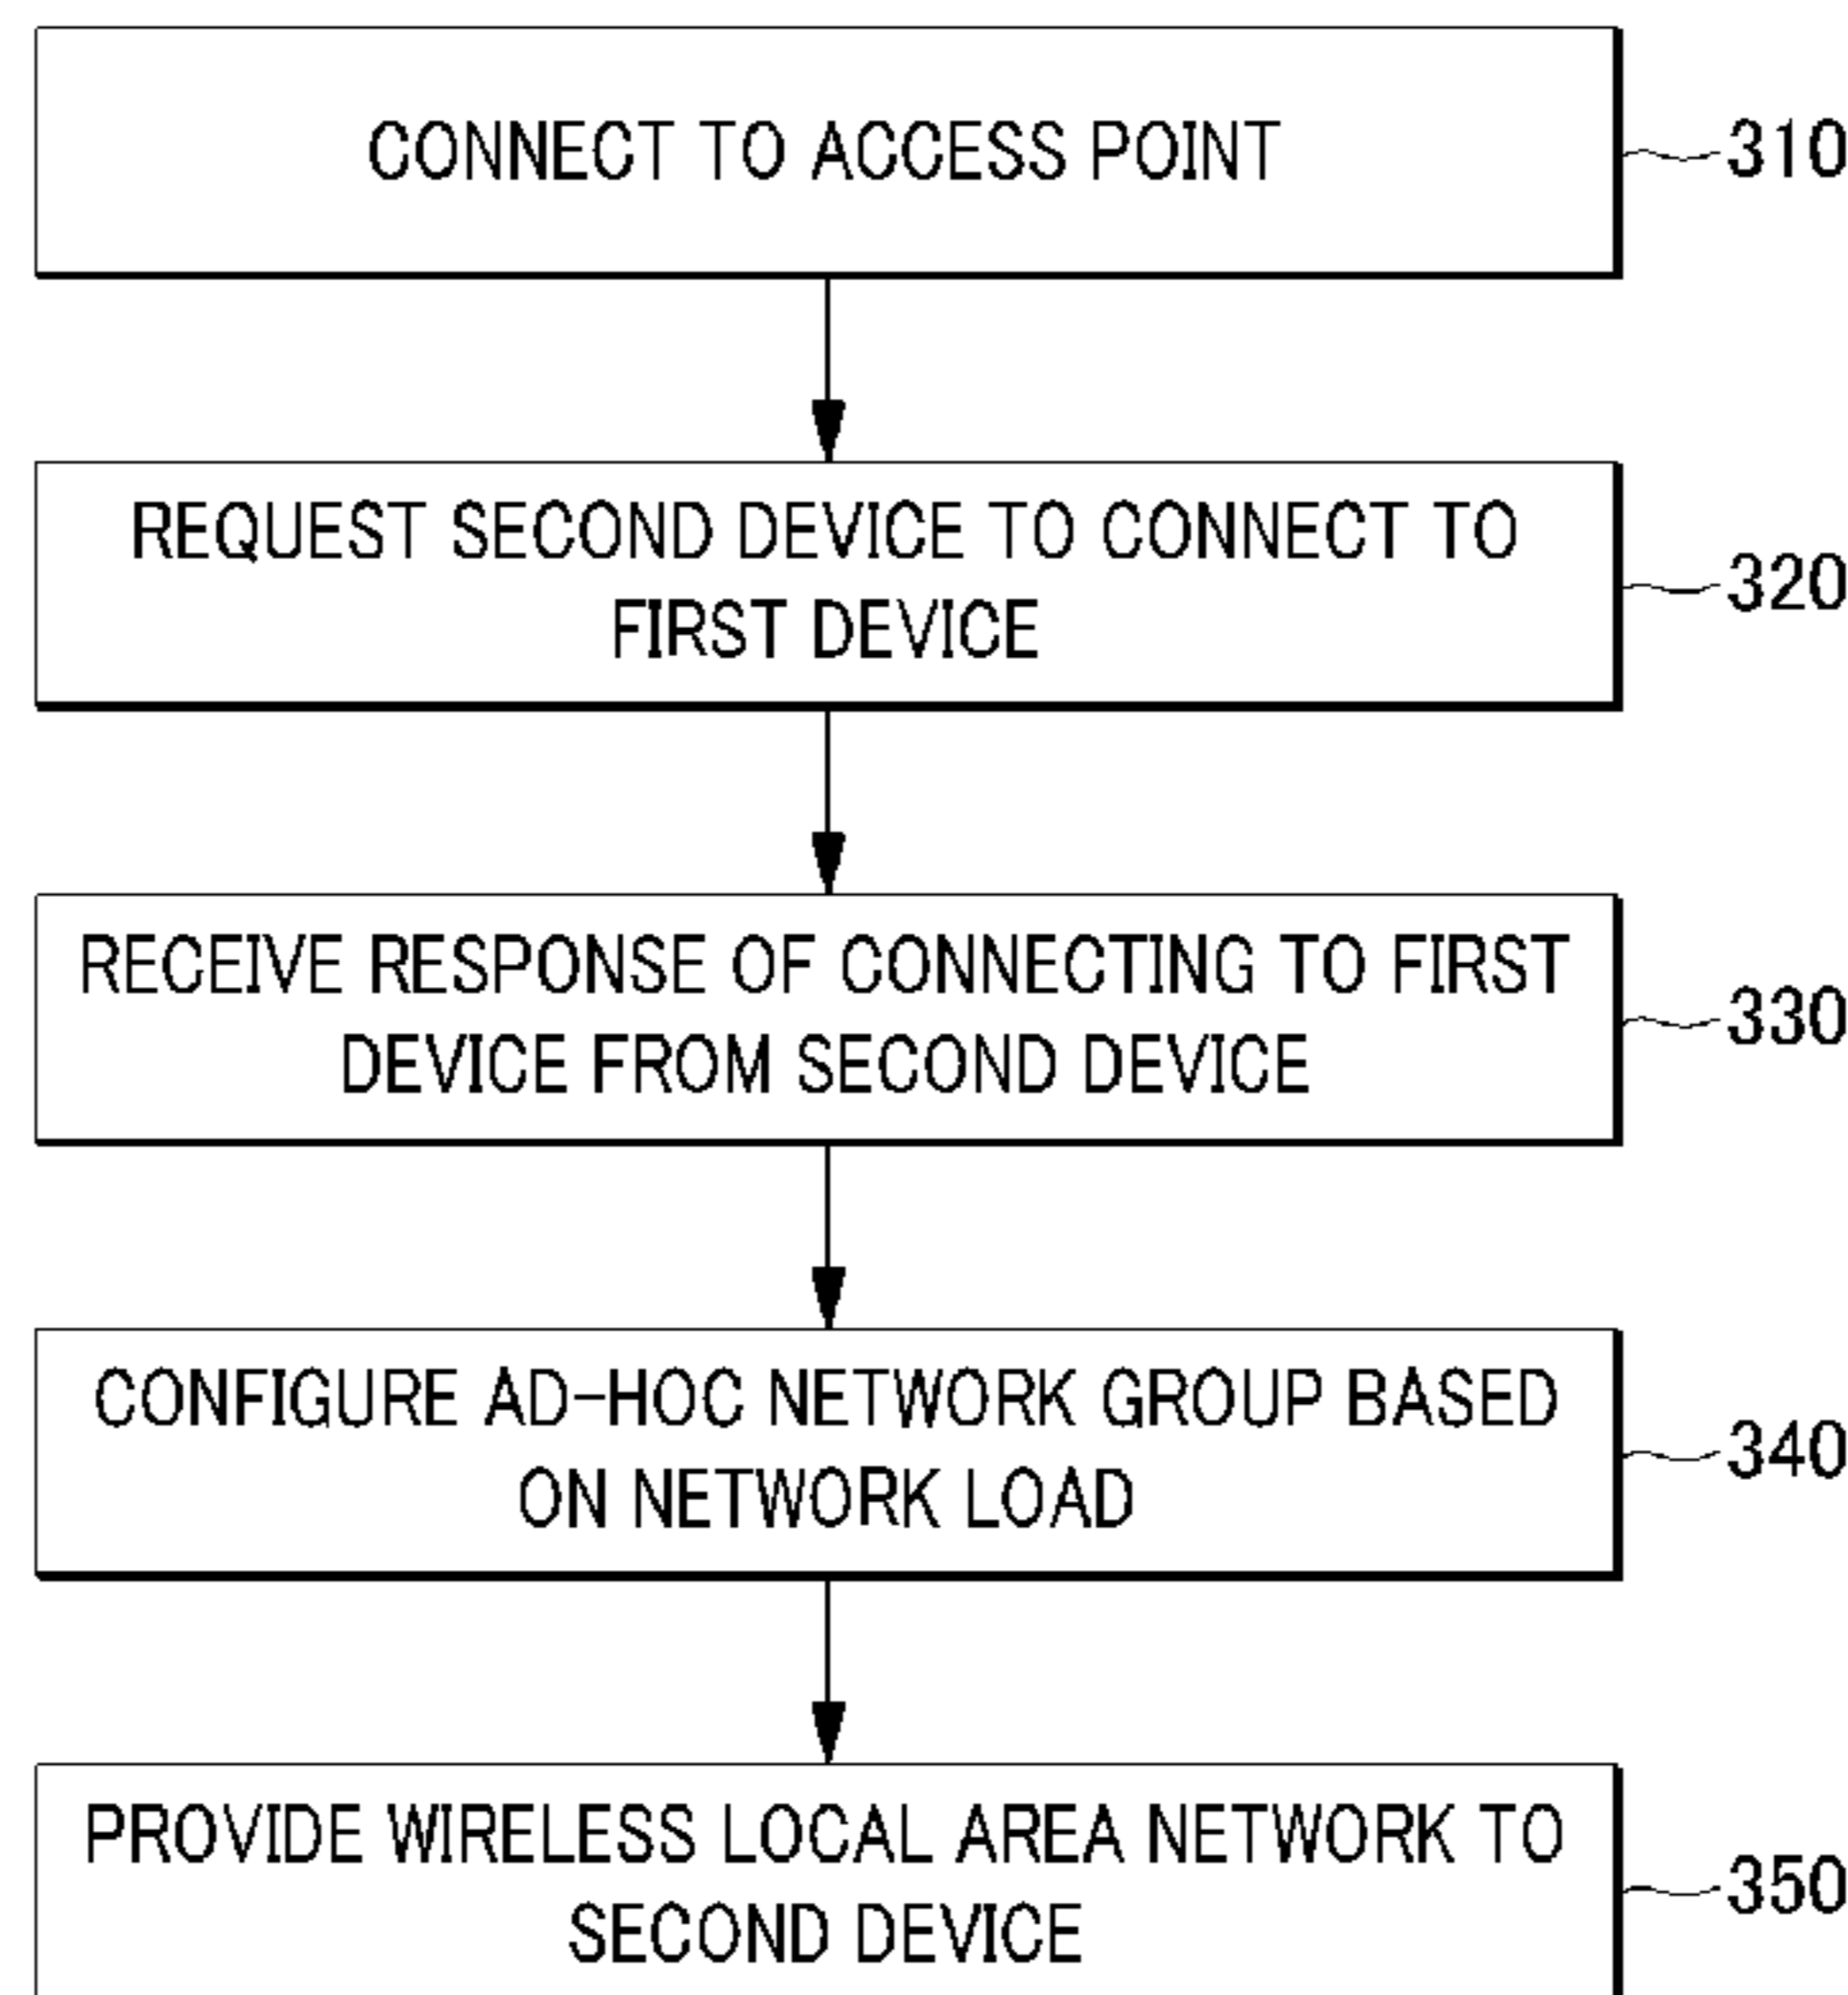 CONNECT TO ACCESS POINT
310
REQUEST SECOND DEVICE TO CONNECT TO
FIRST DEVICE
320
RECEIVE RESPONSE OF CONNECTING TO FIRST
DEVICE FROM SECOND DEVICE
330
CONFIGURE AD-HOC NETWORK GROUP BASED
ON NETWORK LOAD
340
PROVIDE WIRELESS LOCAL AREA NETWORK TO
SECOND DEVICE
350